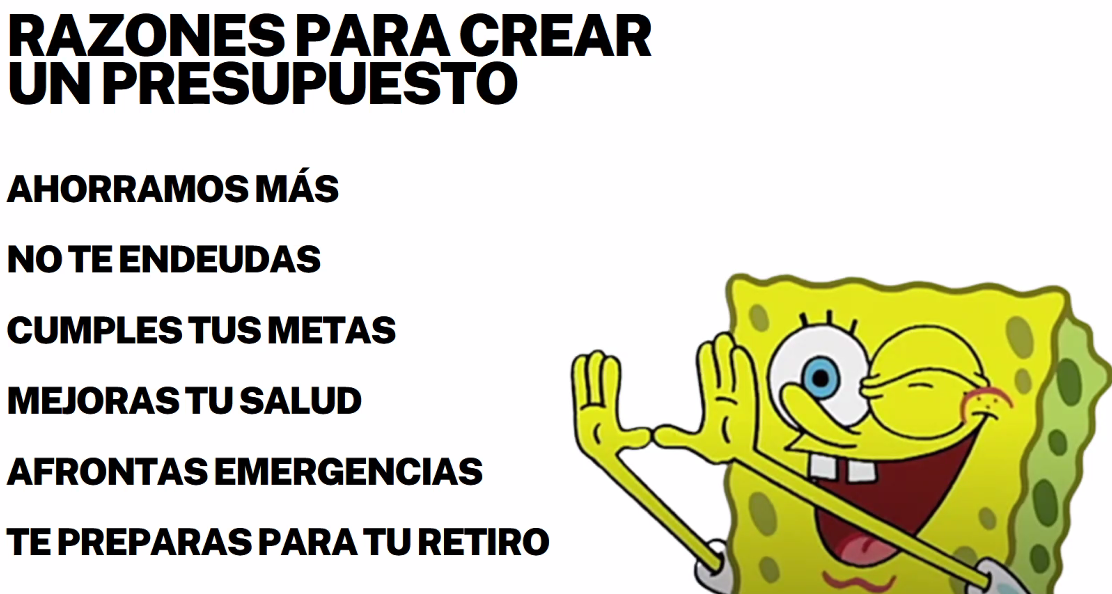 RAZONES PARA CREAR
UN PRESUPUESTO
AHORRAMOS MÁS
NO TE ENDEUDAS
CUMPLES TUS METAS
MEJORAS TU SALUD
AFRONTAS EMERGENCIAS
TE PREPARAS PARA TU RETIRO